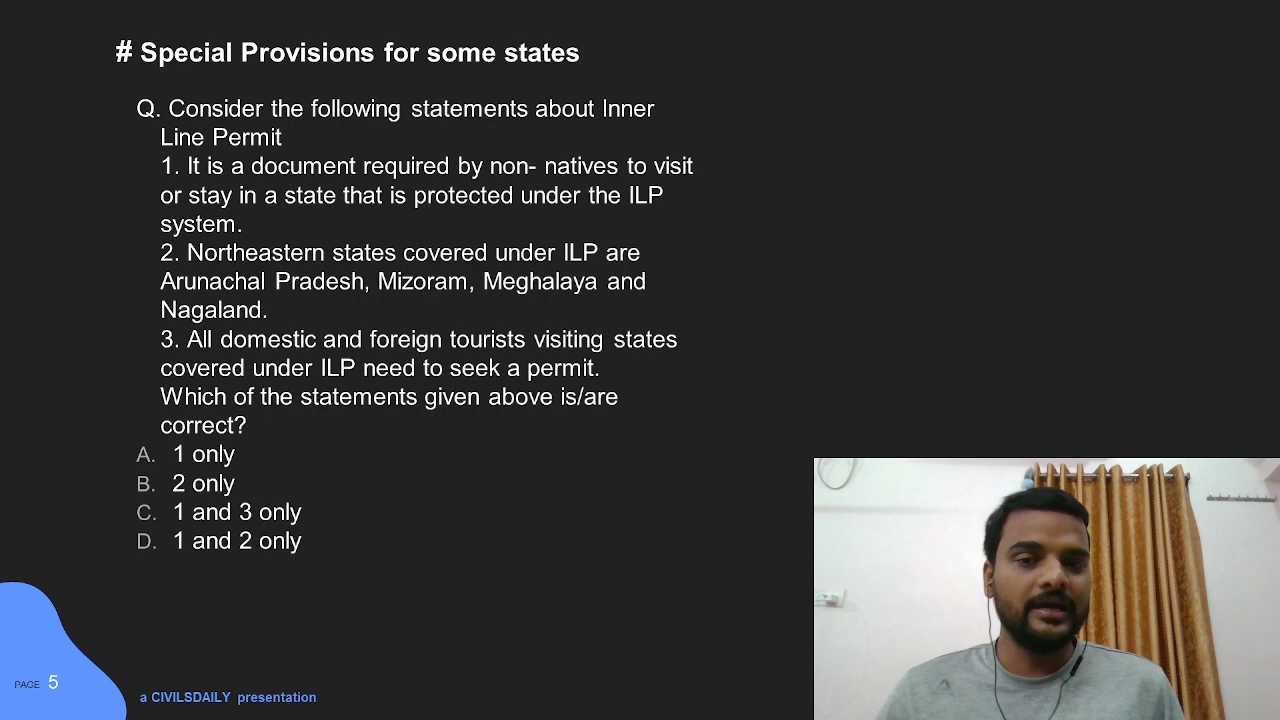 # Special Provisions for some states
Q. Consider the following statements about Inner
Line Permit
1. It is a document required by non- natives to visit
or stay in a state that is protected under the ILP
system.
2. Northeastern states covered under ILP are
Arunachal Pradesh, Mizoram, Meghalaya and
Nagaland.
3. All domestic and foreign tourists visiting states
covered under ILP need to seek a permit.
Which of the statements given above is/are
correct?
A. 1 only
B. 2 only
C. 1 and 3 only
D. 1 and 2 only
PAGE 5
a CIVILSDAILY presentation